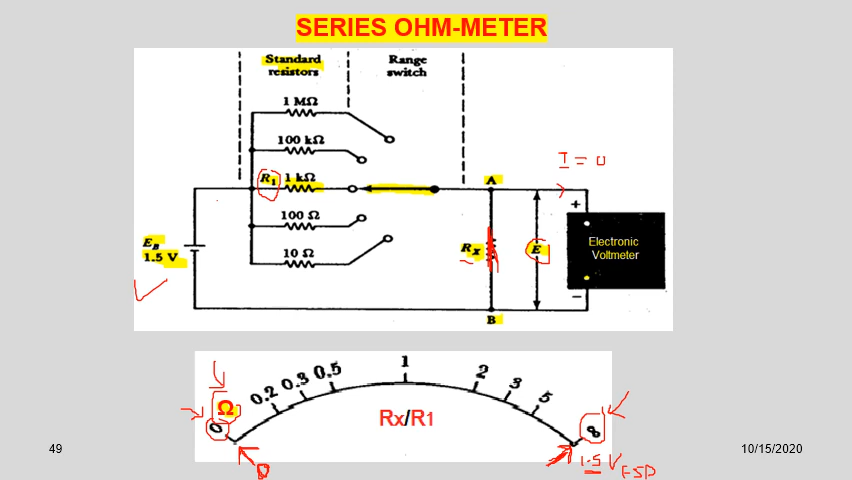 SERIES OHM-METER
Standard
resistors
Range
switch
1 MΩ
100 kΩ
R1 1 kΩ
100 Ω
10 Ω
EB
1.5 V
A
I = 0
+
Electronic
Voltmeter
RX
E
−
B
0 Ω 0.2 0.3 0.5 1 2 3 5 ∞
Rx/R1
0
1.5 V FSD
49
10/15/2020